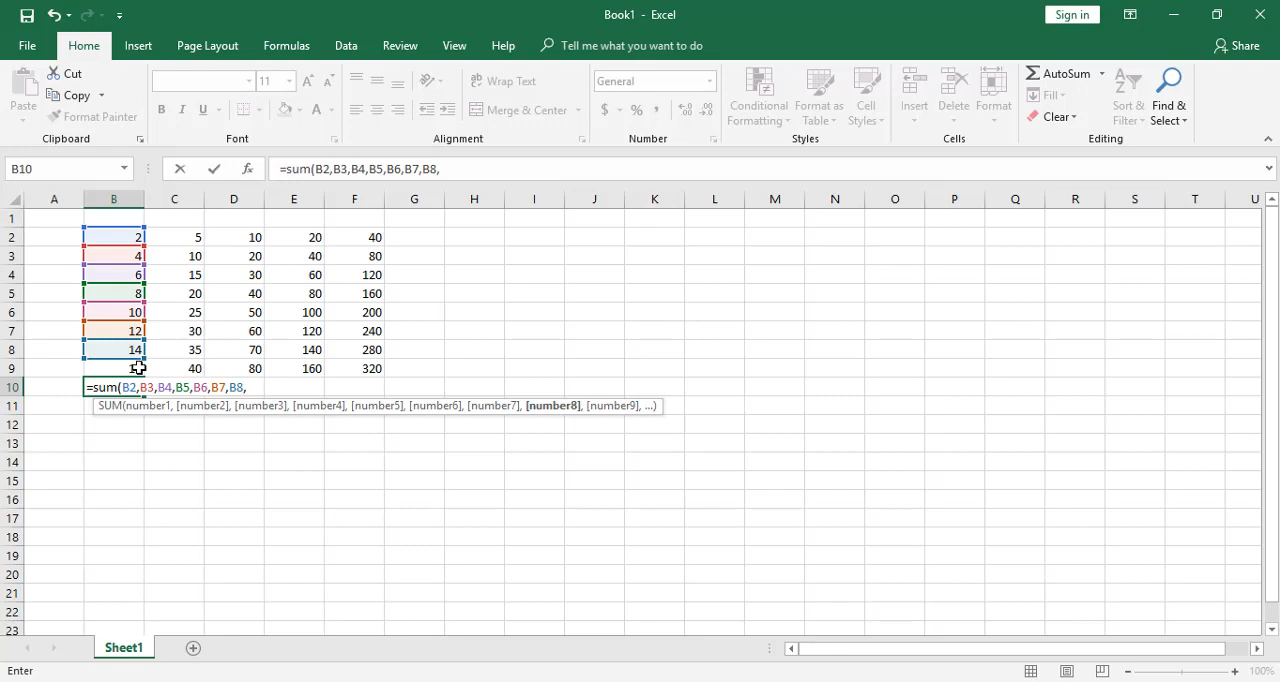 Book1 - Excel
Sign in
File Home Insert Page Layout Formulas Data Review View Help Tell me what you want to do Share
Paste Cut Copy Format Painter
Clipboard
11 A A B I U A
Font
Wrap Text Merge & Center
Alignment
General $ % ,
Number
Conditional Formatting Format as Table Cell Styles
Styles
Insert Delete Format
Cells
AutoSum Fill Clear Sort & Filter Find & Select
Editing
B10 fx =sum(B2,B3,B4,B5,B6,B7,B8,
A B C D E F G H I J K L M N O P Q R S T U
1
2 2 5 10 20 40
3 4 10 20 40 80
4 6 15 30 60 120
5 8 20 40 80 160
6 10 25 50 100 200
7 12 30 60 120 240
8 14 35 70 140 280
9 40 80 160 320
10 =sum(B2,B3,B4,B5,B6,B7,B8,
11 SUM(number1, [number2], [number3], [number4], [number5], [number6], [number7], [number8], [number9], ...)
12
13
14
15
16
17
18
19
20
21
22
23
Sheet1
Enter 100%